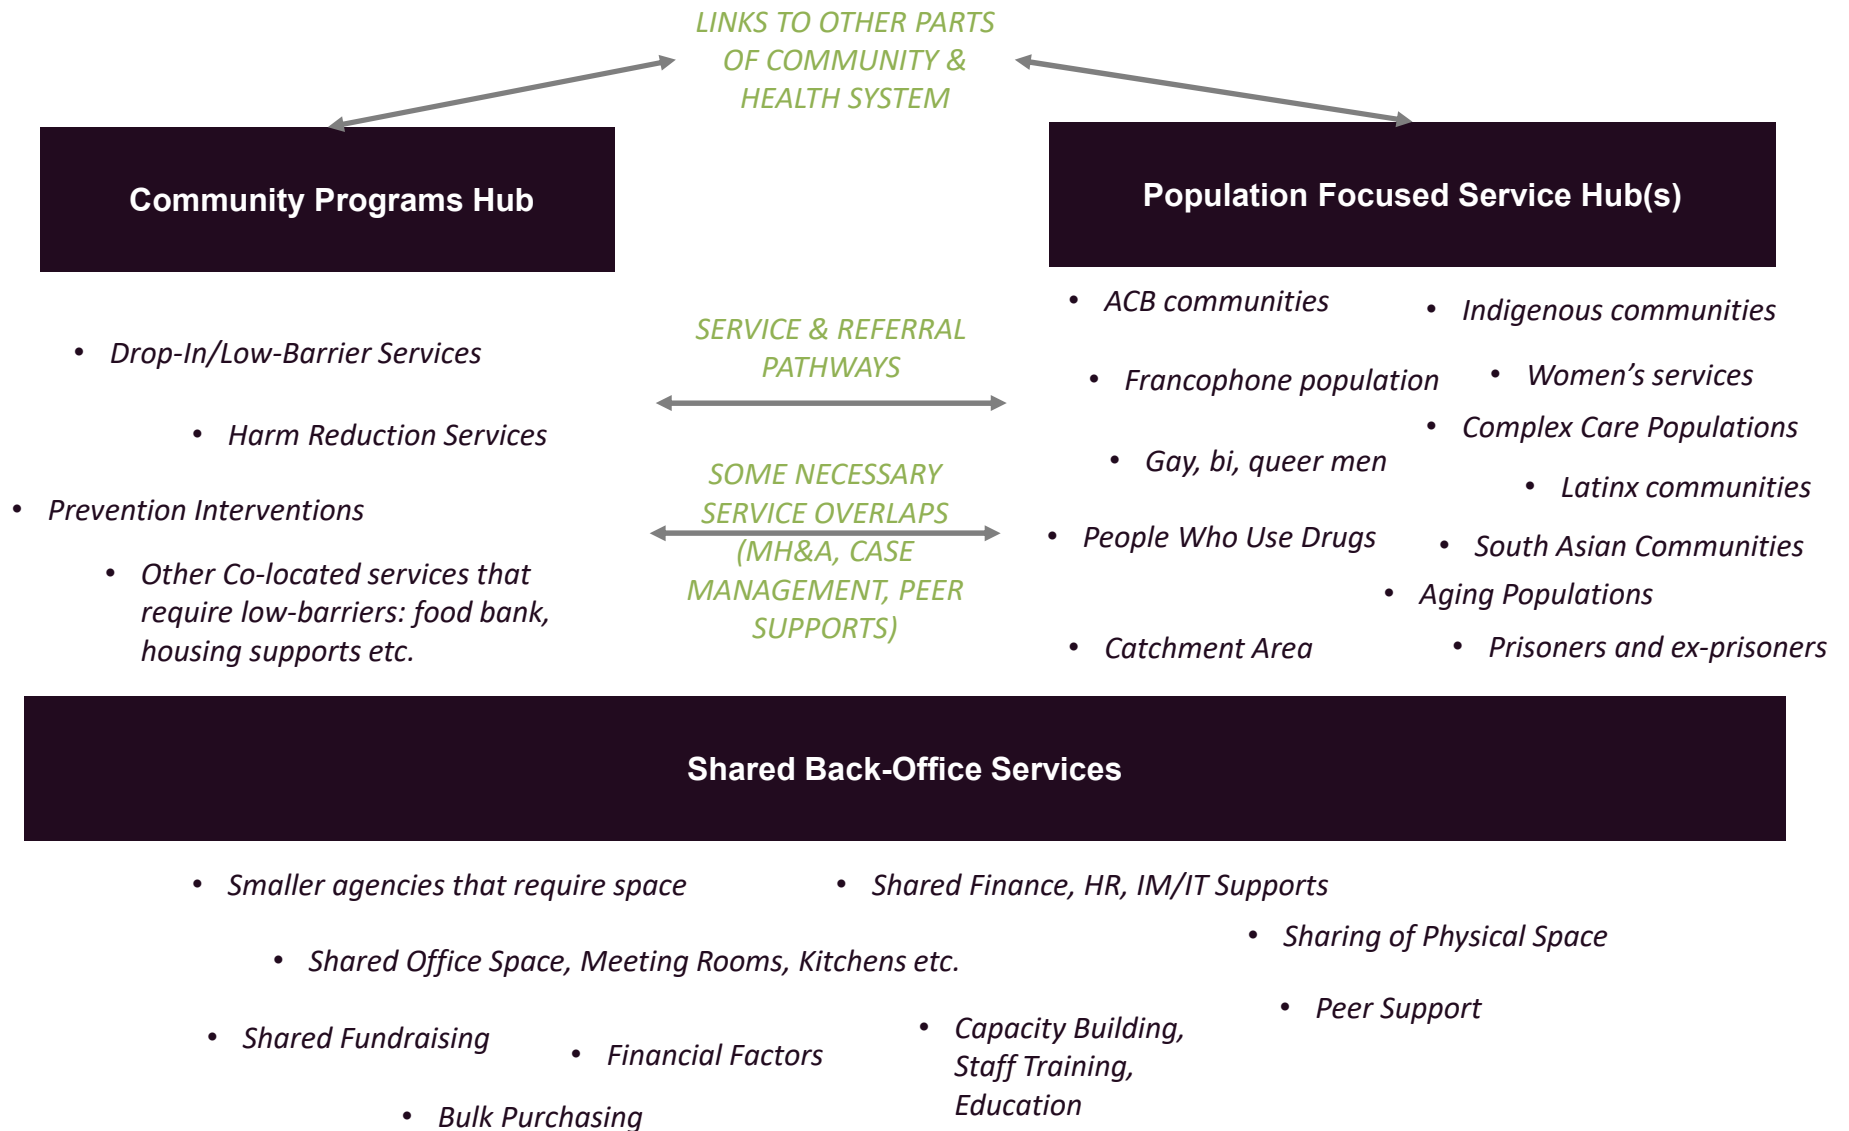 LINKS TO OTHER PARTS
OF COMMUNITY &
HEALTH SYSTEM
Community Programs Hub
Population Focused Service Hub(s)
• Drop-In/Low-Barrier Services
• Harm Reduction Services
• Prevention Interventions
• Other Co-located services that
require low-barriers: food bank,
housing supports etc.
SERVICE & REFERRAL
PATHWAYS
SOME NECESSARY
SERVICE OVERLAPS
(MH&A, CASE
MANAGEMENT, PEER
SUPPORTS)
• ACB communities
• Francophone population
• Gay, bi, queer men
• People Who Use Drugs
• Catchment Area
• Indigenous communities
• Women's services
• Complex Care Populations
• Latinx communities
• South Asian Communities
• Aging Populations
• Prisoners and ex-prisoners
Shared Back-Office Services
• Smaller agencies that require space
• Shared Finance, HR, IM/IT Supports
• Sharing of Physical Space
• Shared Office Space, Meeting Rooms, Kitchens etc.
• Peer Support
• Shared Fundraising
• Financial Factors
• Capacity Building,
Staff Training,
Education
• Bulk Purchasing